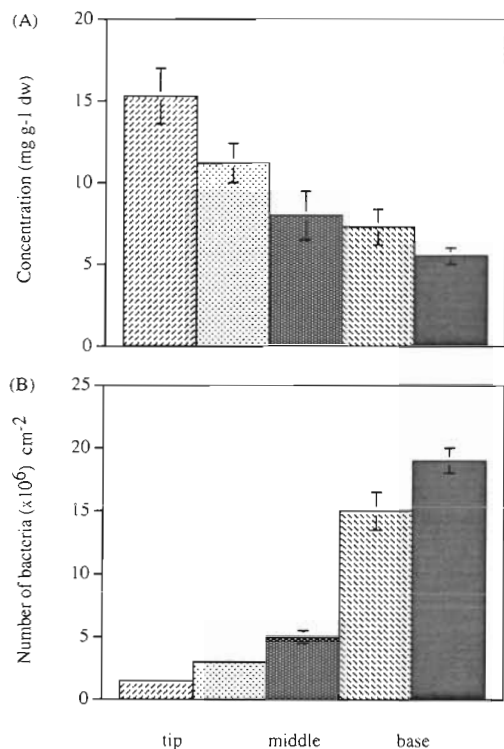 (A)
Concentration (mg g-1 dw)
20
15
10
5
0
(B)
Number of bacteria (x10⁶) cm⁻²
25
20
15
10
5
0
tip middle base